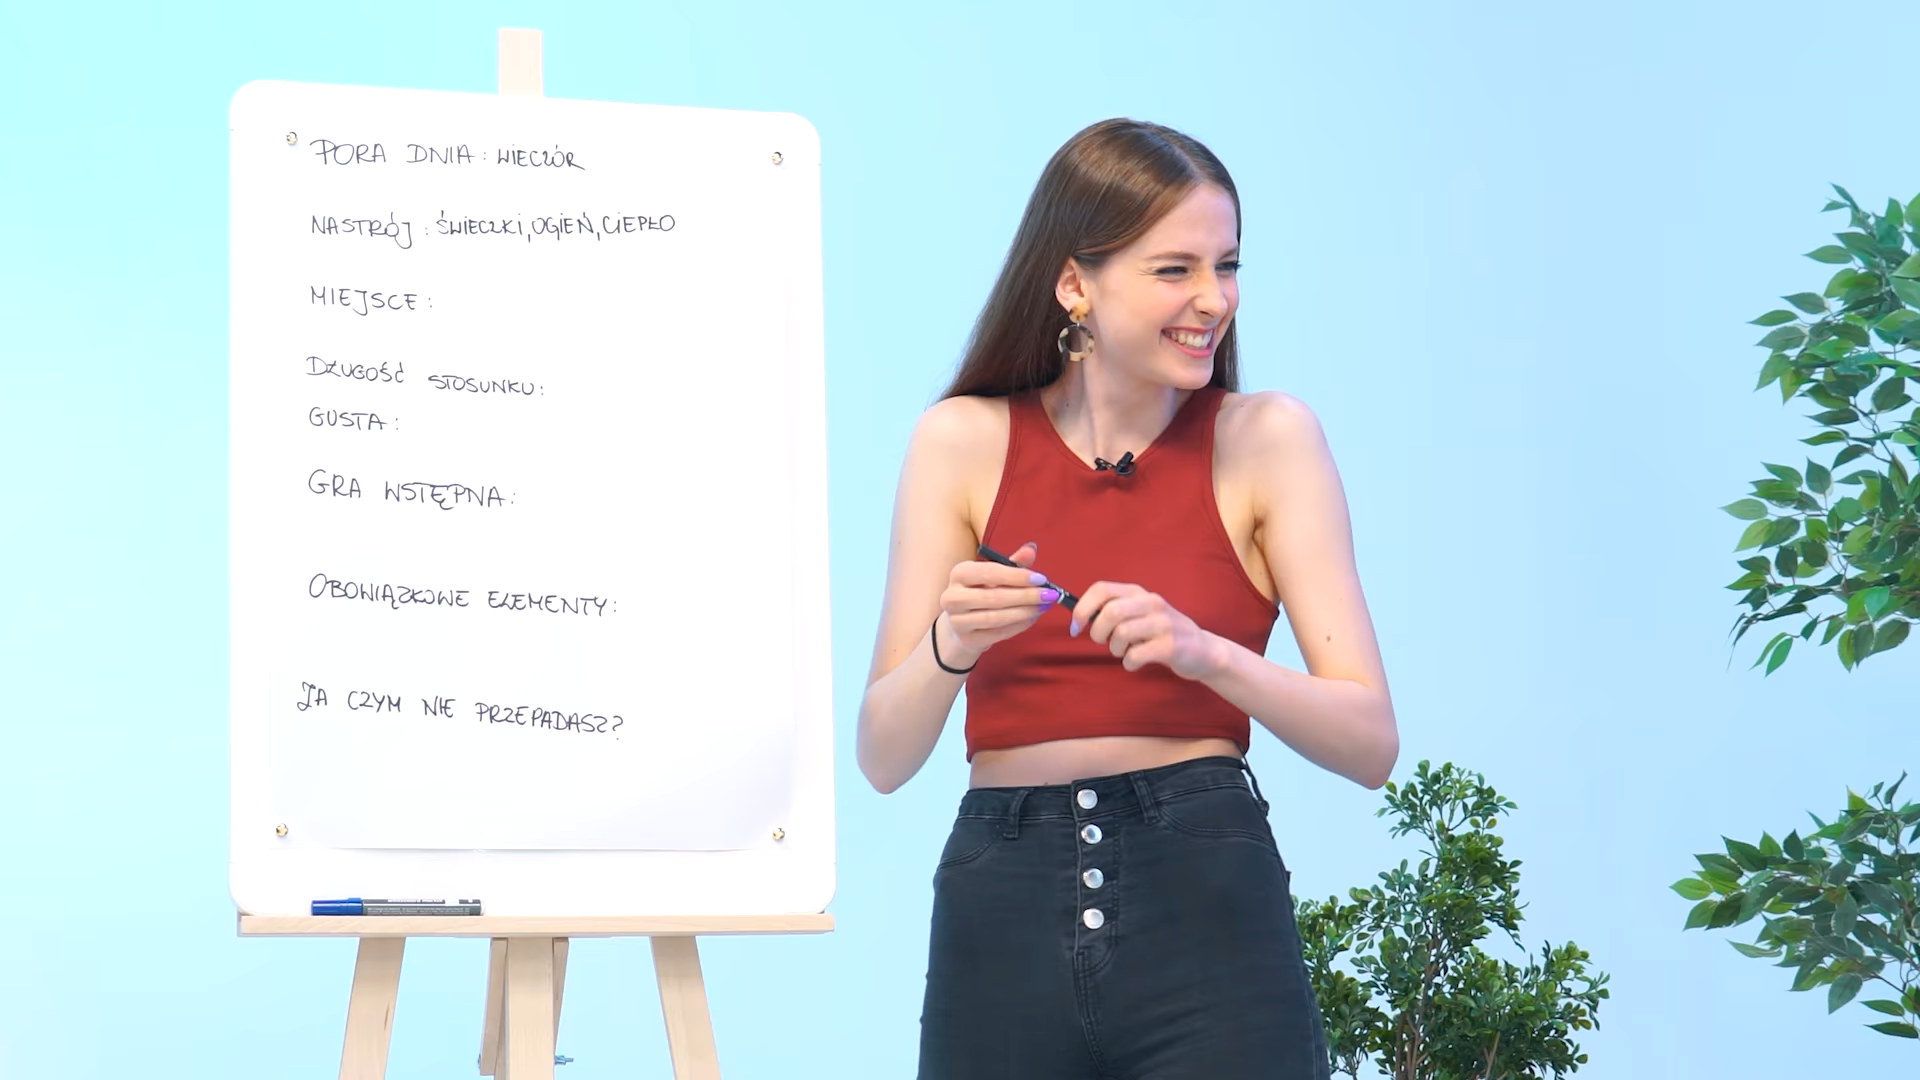 PORA DNIA: WIECZÓR
NASTRÓJ: ŚWIECZKI, OGIEŃ, CIEPŁO
MIEJSCE:
DŁUGOŚĆ STOSUNKU:
GUSTA:
GRA WSTĘPNA:
OBOWIĄZKOWE ELEMENTY:
ZA CZYM NIE PRZEPADASZ?